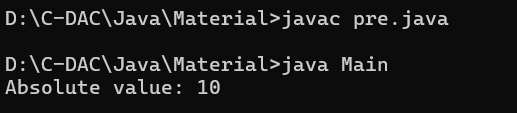 D:\C-DAC\Java\Material>javac pre.java
D:\C-DAC\Java\Material>java Main
Absolute value: 10